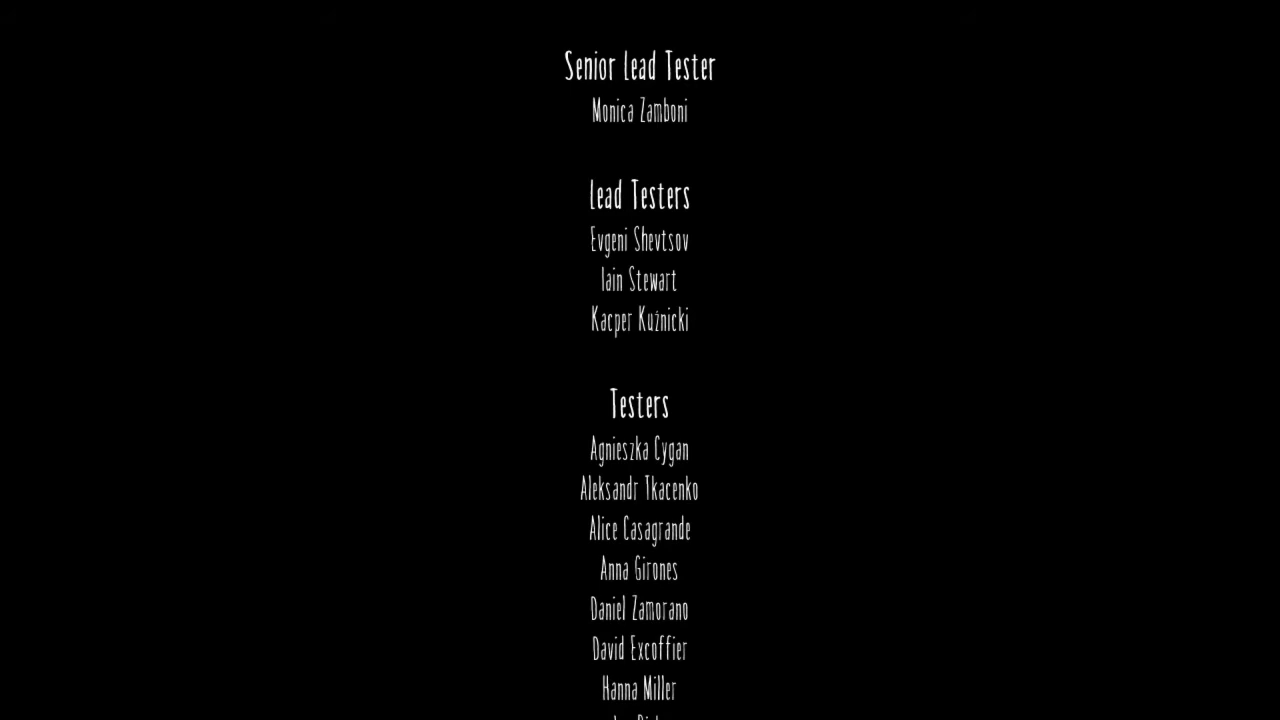 Senior Lead Tester
Monica Zamboni
Lead Testers
Evgeni Shevtsov
Iain Stewart
Kacper Kuźnicki
Testers
Agnieszka Cygan
Aleksandr Tkacenko
Alice Casagrande
Anna Girones
Daniel Zamorano
David Excoffier
Hanna Miller